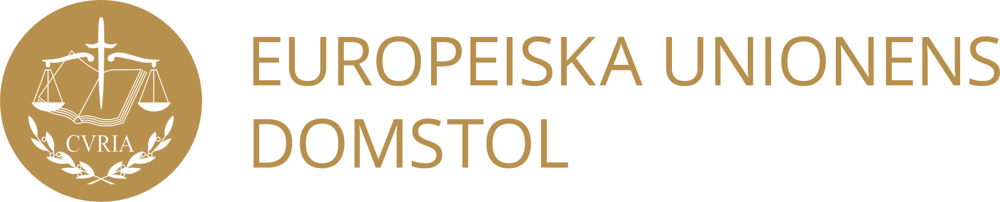 CVRIA
EUROPEISKA UNIONENS
DOMSTOL